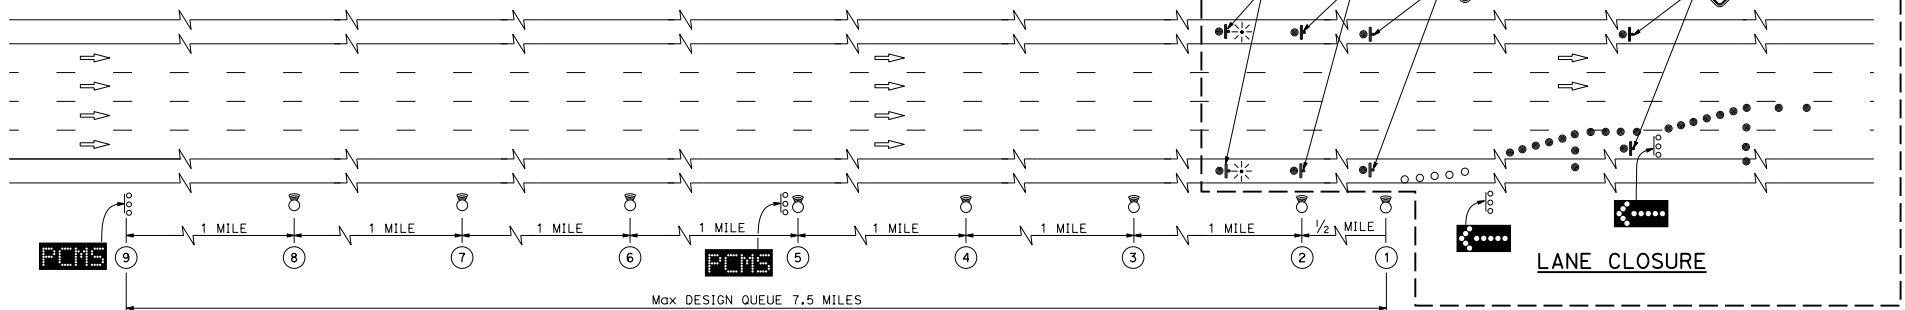 1 MILE 1 MILE 1 MILE 1 MILE 1 MILE 1 MILE 1 MILE 1/2 MILE
PCMS 9 8 7 6 PCMS 5 4 3 2 1
LANE CLOSURE
Max DESIGN QUEUE 7.5 MILES